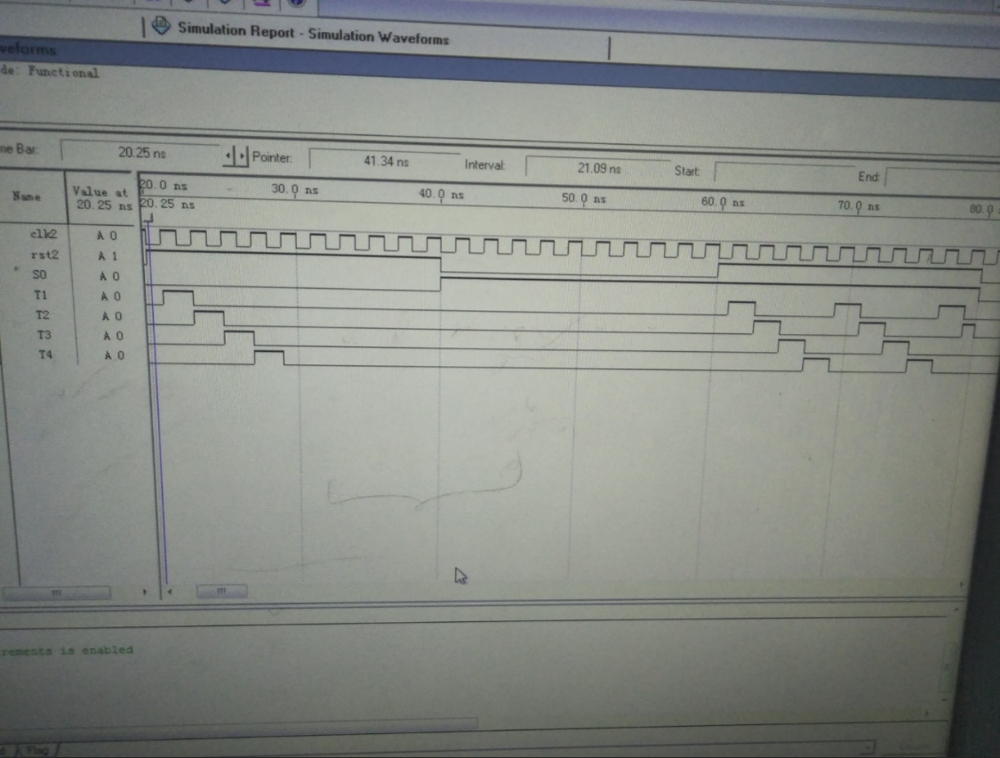 Simulation Report - Simulation Waveforms
veforms
de: Functional
ne Bar: 20.25 ns Pointer: 41.34 ns Interval: 21.09 ns Start: End:
Name Value at 20.25 ns
20.0 ns 30.0 ns 40.0 ns 50.0 ns 60.0 ns 70.0 ns 80.0
20.25 ns
clk2 A 0
rst2 A 1
S0 A 0
T1 A 0
T2 A 0
T3 A 0
T4 A 0
rements is enabled
Flag